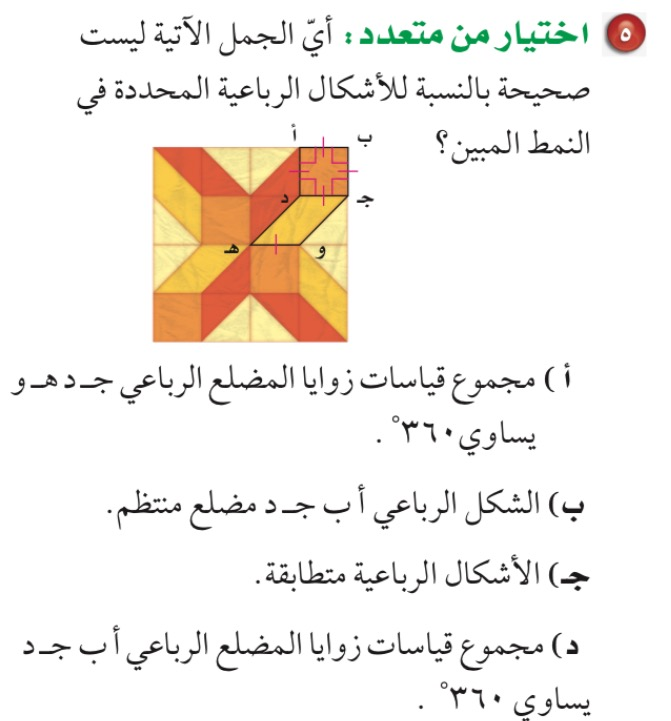 ٥ اختيار من متعدد : أيّ الجمل الآتية ليست
صحيحة بالنسبة للأشكال الرباعية المحددة في
النمط المبين؟
أ ب
د جـ
هـ و
أ ) مجموع قياسات زوايا المضلع الرباعي جـ د هـ و
يساوي ٣٦٠° .
ب) الشكل الرباعي أ ب جـ د مضلع منتظم.
جـ) الأشكال الرباعية متطابقة.
د) مجموع قياسات زوايا المضلع الرباعي أ ب جـ د
يساوي ٣٦٠° .